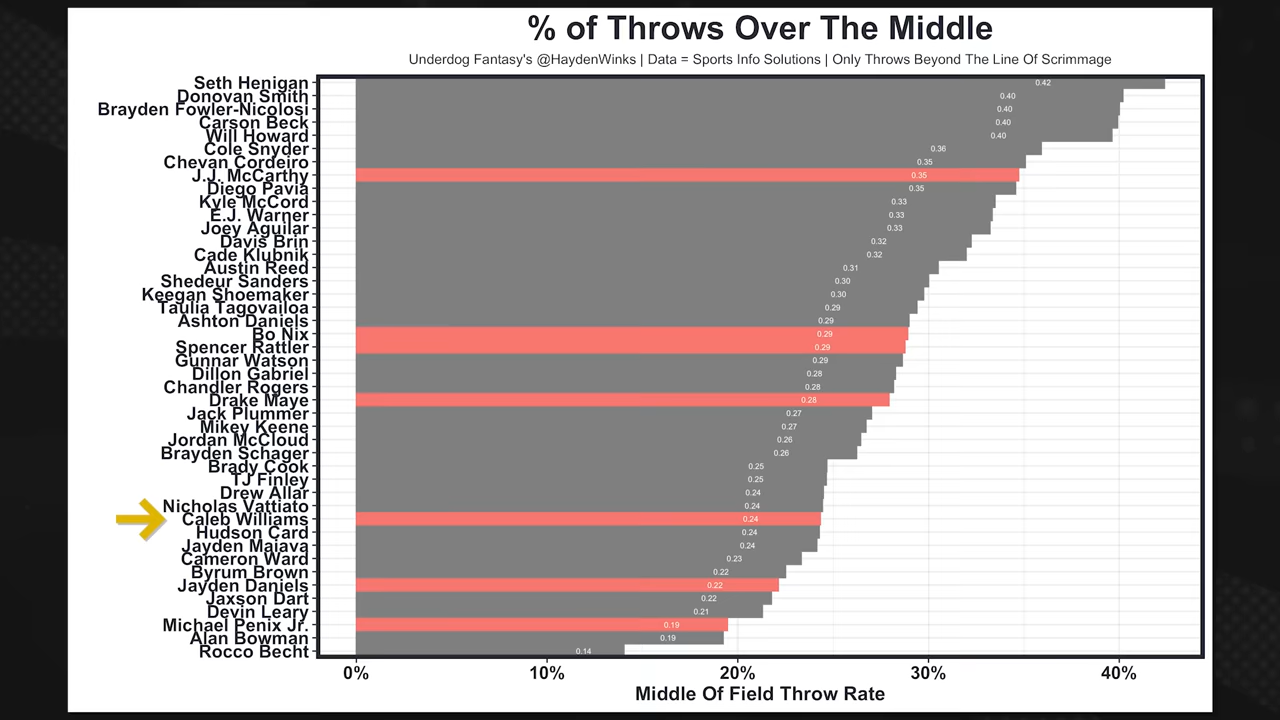 % of Throws Over The Middle
Underdog Fantasy's @HaydenWinks | Data = Sports Info Solutions | Only Throws Beyond The Line Of Scrimmage
Seth Henigan 0.42
Donovan Smith 0.40
Brayden Fowler-Nicolosi 0.40
Carson Beck 0.40
Will Howard 0.40
Cole Snyder 0.36
Chevan Cordeiro 0.35
J.J. McCarthy 0.35
Diego Pavia 0.35
Kyle McCord 0.33
E.J. Warner 0.33
Joey Aguilar 0.33
Davis Brin 0.32
Cade Klubnik 0.32
Austin Reed 0.31
Shedeur Sanders 0.30
Keegan Shoemaker 0.30
Taulia Tagovailoa 0.29
Ashton Daniels 0.29
Bo Nix 0.29
Spencer Rattler 0.29
Gunnar Watson 0.29
Dillon Gabriel 0.28
Chandler Rogers 0.28
Drake Maye 0.28
Jack Plummer 0.27
Mikey Keene 0.27
Jordan McCloud 0.26
Brayden Schager 0.26
Brady Cook 0.25
TJ Finley 0.25
Drew Allar 0.24
Nicholas Vattiato 0.24
Caleb Williams 0.24
Hudson Card 0.24
Jayden Maiava 0.24
Cameron Ward 0.23
Byrum Brown 0.22
Jayden Daniels 0.22
Jaxson Dart 0.22
Devin Leary 0.21
Michael Penix Jr. 0.19
Alan Bowman 0.19
Rocco Becht 0.14
0% 10% 20% 30% 40%
Middle Of Field Throw Rate